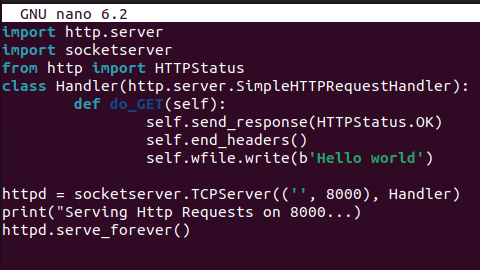 GNU nano 6.2
import http.server
import socketserver
from http import HTTPStatus
class Handler(http.server.SimpleHTTPRequestHandler):
        def do_GET(self):
                self.send_response(HTTPStatus.OK)
                self.end_headers()
                self.wfile.write(b'Hello world')

httpd = socketserver.TCPServer(('', 8000), Handler)
print("Serving Http Requests on 8000...)
httpd.serve_forever()